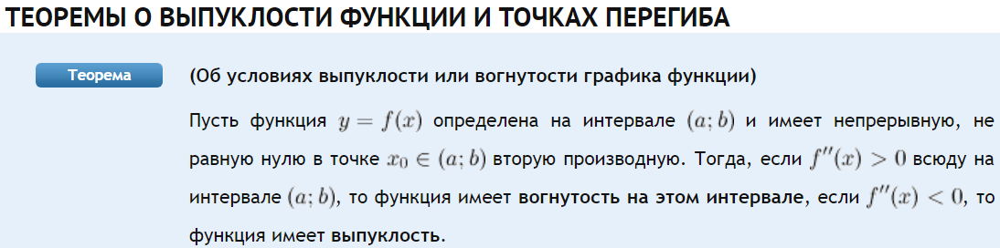 ТЕОРЕМЫ О ВЫПУКЛОСТИ ФУНКЦИИ И ТОЧКАХ ПЕРЕГИБА
Теорема (Об условиях выпуклости или вогнутости графика функции)
Пусть функция y = f(x) определена на интервале (a; b) и имеет непрерывную, не
равную нулю в точке x₀ ∈ (a; b) вторую производную. Тогда, если f″(x) > 0 всюду на
интервале (a; b), то функция имеет вогнутость на этом интервале, если f″(x) < 0, то
функция имеет выпуклость.